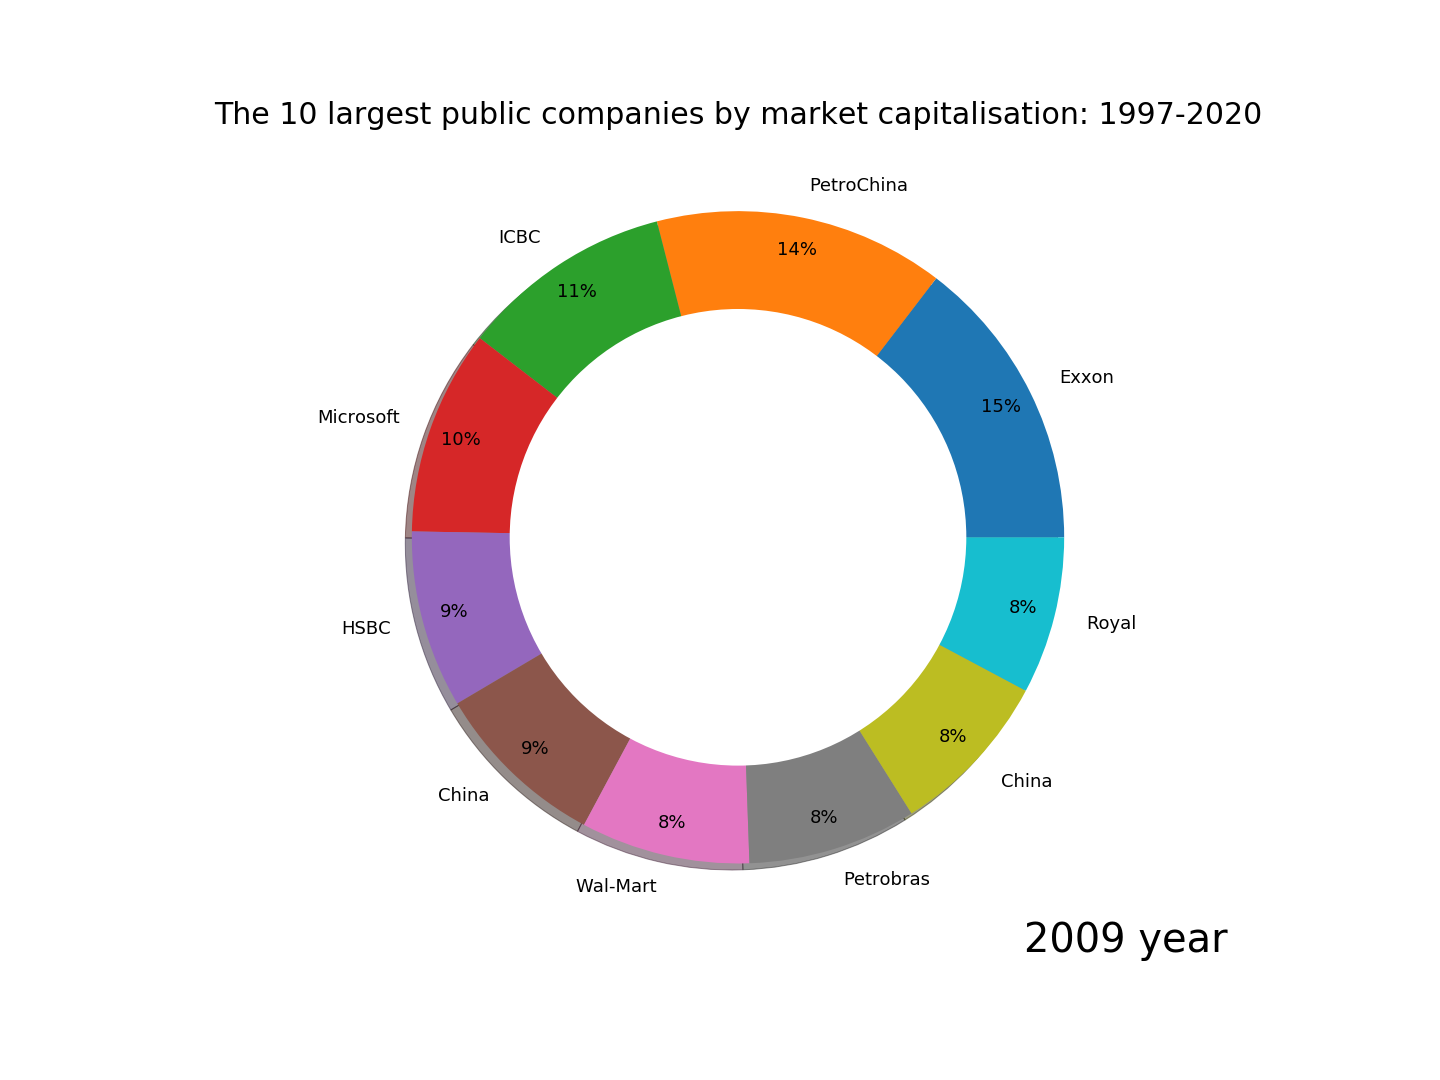 The 10 largest public companies by market capitalisation: 1997-2020
PetroChina
14%
ICBC
11%
Exxon
15%
Microsoft
10%
HSBC
9%
Royal
8%
China
9%
China
8%
Wal-Mart
8%
Petrobras
8%
2009 year